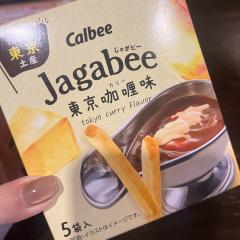 東京
土産
Calbee
じゃがビー
Jagabee
カリー
東京咖喱味
tokyo curry flavor
5袋入
写真・イラストはイメージです。